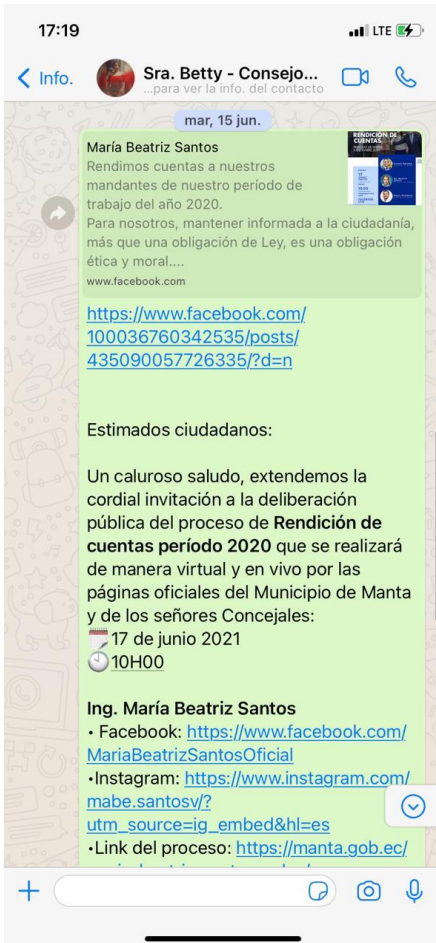 17:19
LTE
Info.
Sra. Betty - Consejo...
...para ver la info. del contacto
mar, 15 jun.
María Beatriz Santos
Rendimos cuentas a nuestros
mandantes de nuestro período de
trabajo del año 2020.
Para nosotros, mantener informada a la ciudadanía,
más que una obligación de Ley, es una obligación
ética y moral....
www.facebook.com
RENDICIÓN DE
CUENTAS
https://www.facebook.com/
100036760342535/posts/
435090057726335/?d=n
Estimados ciudadanos:
Un caluroso saludo, extendemos la
cordial invitación a la deliberación
pública del proceso de Rendición de
cuentas período 2020 que se realizará
de manera virtual y en vivo por las
páginas oficiales del Municipio de Manta
y de los señores Concejales:
17 de junio 2021
10H00
Ing. María Beatriz Santos
• Facebook: https://www.facebook.com/
MariaBeatrizSantosOficial
•Instagram: https://www.instagram.com/
mabe.santosv/?
utm_source=ig_embed&hl=es
•Link del proceso: https://manta.gob.ec/